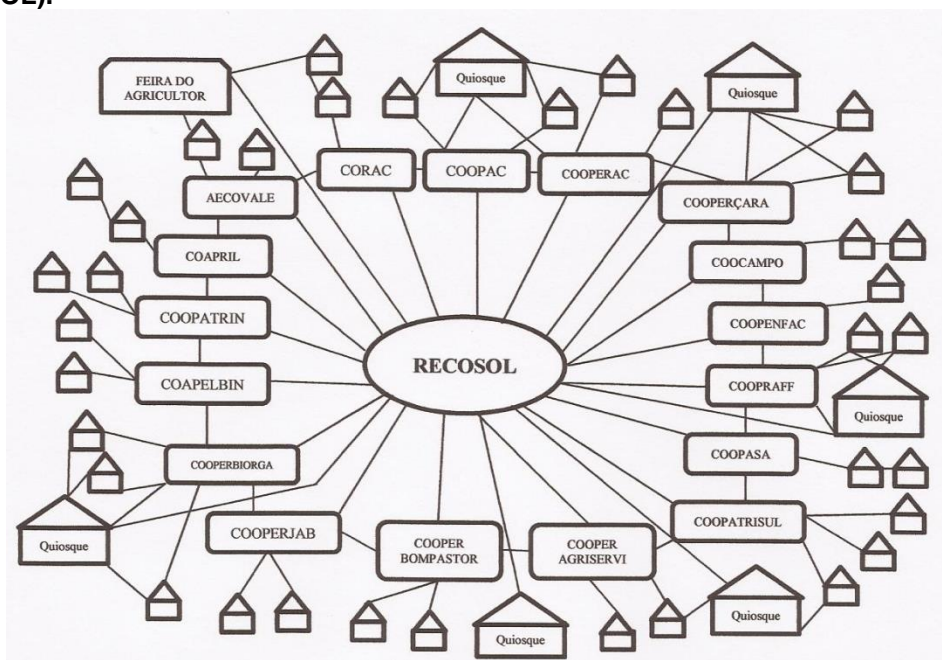 OL).
FEIRA DO
AGRICULTOR
Quiosque
Quiosque
CORAC
COOPAC
COOPERAC
AECOVALE
COOPERÇARA
COAPRIL
COOCAMPO
COOPATRIN
COOPENFAC
RECOSOL
COAPELBIN
COOPRAFF
Quiosque
COOPERBIORGA
COOPASA
Quiosque
COOPERJAB
COOPER
BOMPASTOR
COOPER
AGRISERVI
COOPATRISUL
Quiosque
Quiosque